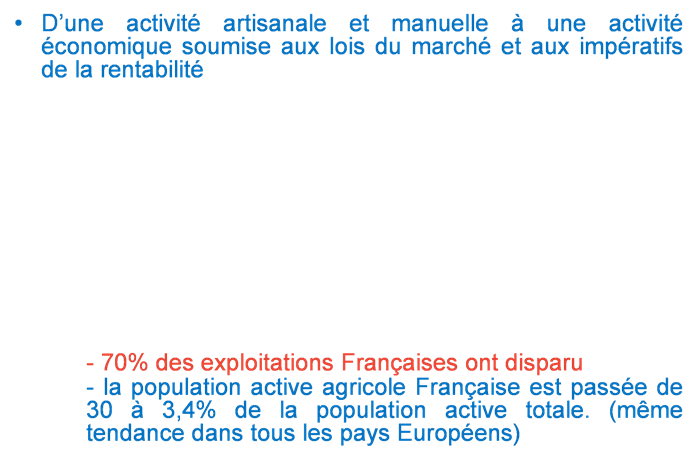 • D’une activité artisanale et manuelle à une activité
économique soumise aux lois du marché et aux impératifs
de la rentabilité
- 70% des exploitations Françaises ont disparu
- la population active agricole Française est passée de
30 à 3,4% de la population active totale. (même
tendance dans tous les pays Européens)